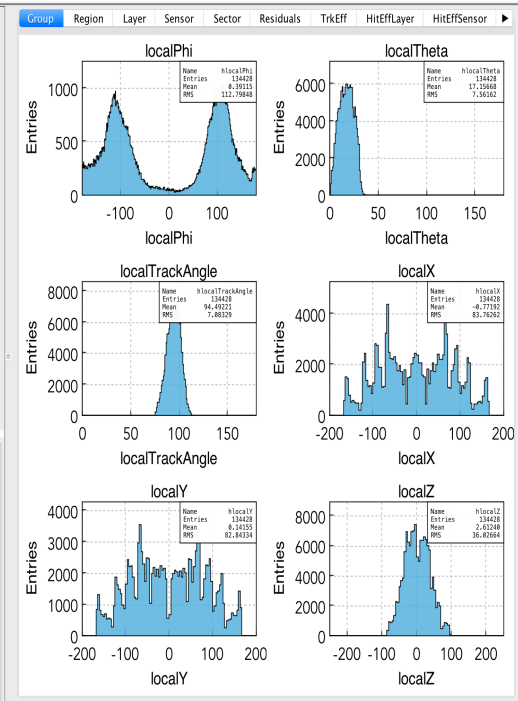 Group Region Layer Sensor Sector Residuals TrkEff HitEffLayer HitEffSensor
localPhi
Name hlocalPhi
Entries 134428
Mean 0.39115
RMS 112.79848
Entries
1000
500
0
-100 0 100
localPhi
localTheta
Name hlocalTheta
Entries 134428
Mean 17.15668
RMS 7.56162
Entries
6000
4000
2000
0
0 50 100 150
localTheta
localTrackAngle
Name hlocalTrackAngle
Entries 134428
Mean 94.49221
RMS 7.08329
Entries
8000
6000
4000
2000
0
0 50 100 150
localTrackAngle
localX
Name hlocalX
Entries 134428
Mean -0.77192
RMS 83.76262
Entries
4000
2000
0
-200 -100 0 100 200
localX
localY
Name hlocalY
Entries 134428
Mean 0.14155
RMS 82.84334
Entries
4000
3000
2000
1000
0
-200 -100 0 100 200
localY
localZ
Name hlocalZ
Entries 134428
Mean 2.61240
RMS 36.02664
Entries
8000
6000
4000
2000
0
-200 -100 0 100 200
localZ